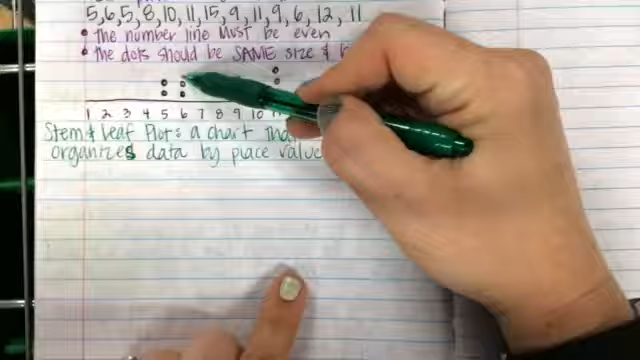 5,6,5,8,10,11,15,9,11,9,6,12,11
• the number line must be even
• the dots should be SAME size &
1 2 3 4 5 6 7 8 9 10 11
Stem & Leaf Plot: a chart that
organizes data by place value